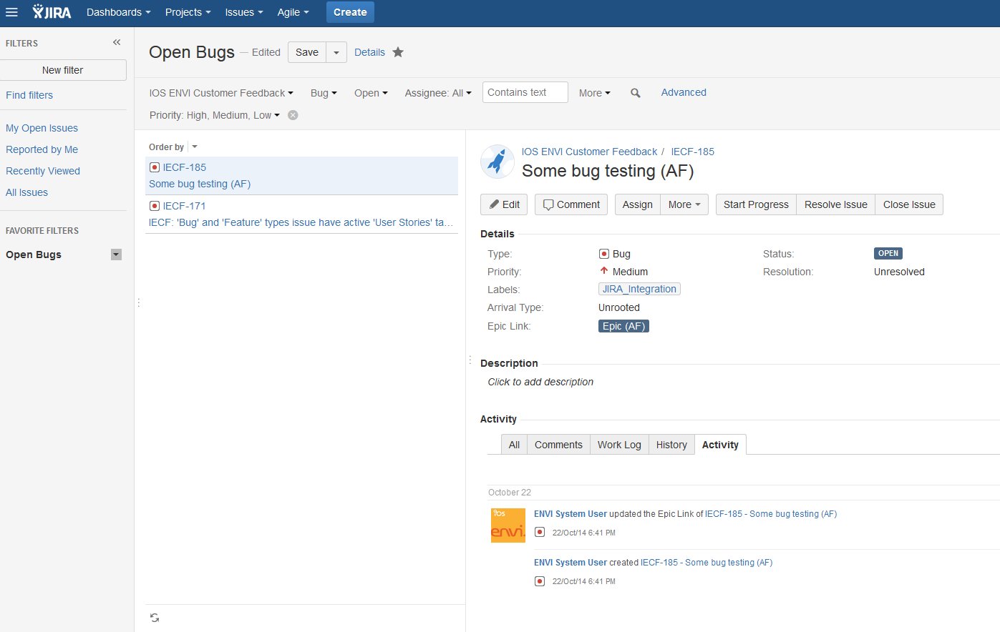 JIRA Dashboards Projects Issues Agile Create
FILTERS
New filter
Find filters
My Open Issues
Reported by Me
Recently Viewed
All Issues
FAVORITE FILTERS
Open Bugs
Open Bugs — Edited Save Details
IOS ENVI Customer Feedback Bug Open Assignee: All Contains text More Advanced
Priority: High, Medium, Low
Order by
IECF-185
Some bug testing (AF)
IECF-171
IECF: 'Bug' and 'Feature' types issue have active 'User Stories' ta...
IOS ENVI Customer Feedback / IECF-185
Some bug testing (AF)
Edit Comment Assign More Start Progress Resolve Issue Close Issue
Details
Type: Bug Status: OPEN
Priority: Medium Resolution: Unresolved
Labels: JIRA_Integration
Arrival Type: Unrooted
Epic Link: Epic (AF)
Description
Click to add description
Activity
All Comments Work Log History Activity
October 22
ios
envi.
ENVI System User updated the Epic Link of IECF-185 - Some bug testing (AF)
22/Oct/14 6:41 PM
ENVI System User created IECF-185 - Some bug testing (AF)
22/Oct/14 6:41 PM